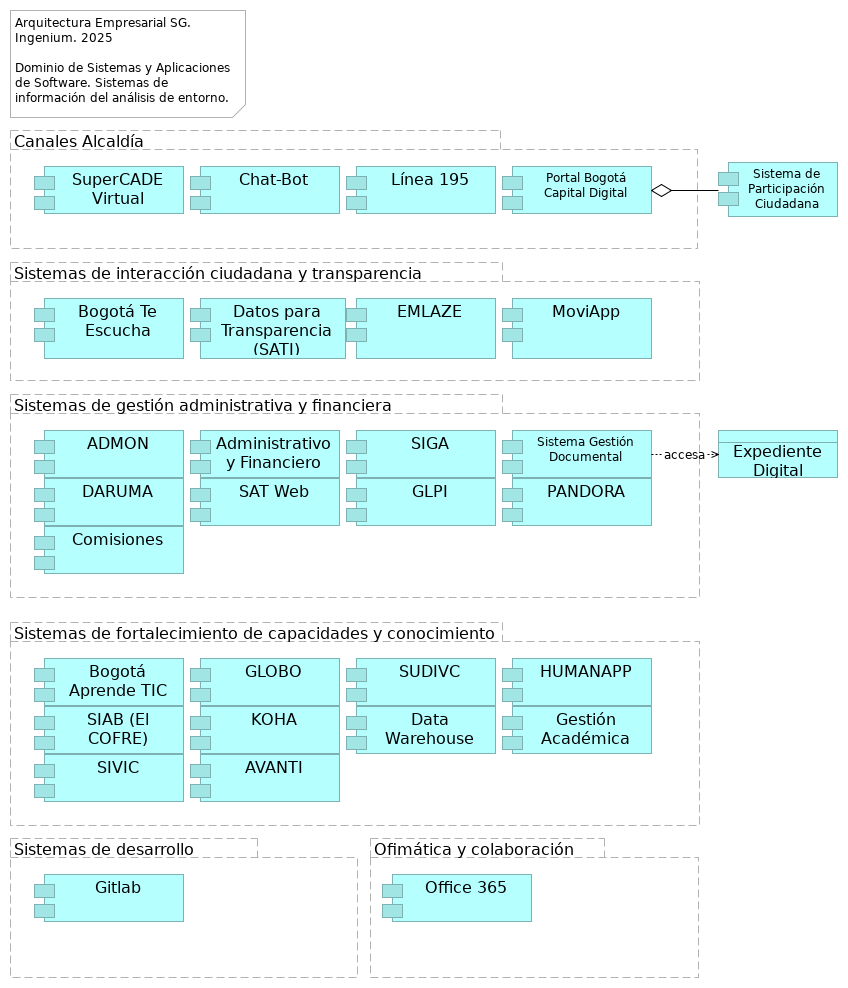 Arquitectura Empresarial SG.
Ingenium. 2025
Dominio de Sistemas y Aplicaciones
de Software. Sistemas de
información del análisis de entorno.
Canales Alcaldía
SuperCADE
Virtual
Chat-Bot
Línea 195
Portal Bogotá
Capital Digital
Sistema de
Participación
Ciudadana
Sistemas de interacción ciudadana y transparencia
Bogotá Te
Escucha
Datos para
Transparencia
(SATI)
EMLAZE
MoviApp
Sistemas de gestión administrativa y financiera
ADMON
Administrativo
y Financiero
SIGA
Sistema Gestión
Documental
accesa
Expediente
Digital
DARUMA
SAT Web
GLPI
PANDORA
Comisiones
Sistemas de fortalecimiento de capacidades y conocimiento
Bogotá
Aprende TIC
GLOBO
SUDIVC
HUMANAPP
SIAB (El
COFRE)
KOHA
Data
Warehouse
Gestión
Académica
SIVIC
AVANTI
Sistemas de desarrollo
Gitlab
Ofimática y colaboración
Office 365